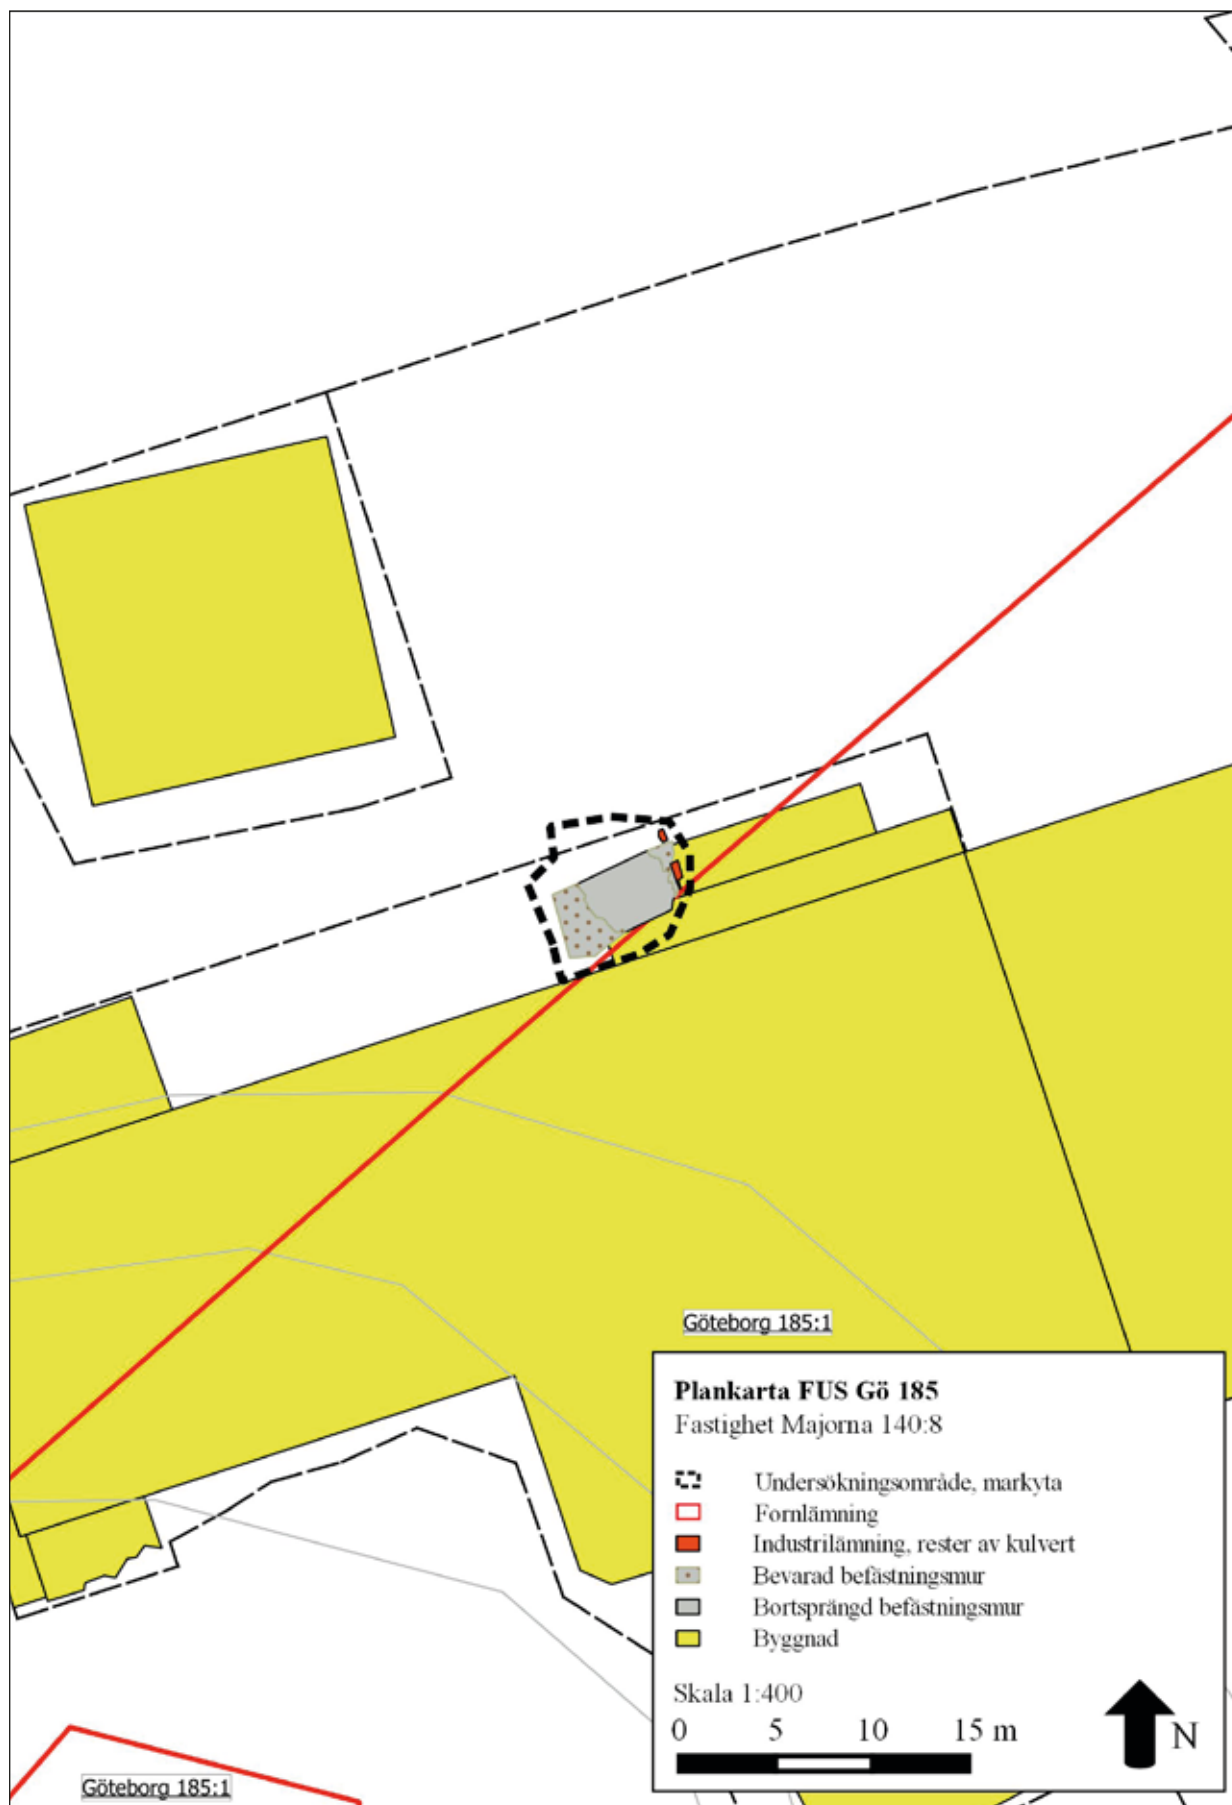 Göteborg 185:1
Plankarta FUS Gö 185
Fastighet Majorna 140:8
Undersökningsområde, markyta
Fornlämning
Industrilämning, rester av kulvert
Bevarad befästningsmur
Bortsprängd befästningsmur
Byggnad
Skala 1:400
0 5 10 15 m
N
Göteborg 185:1